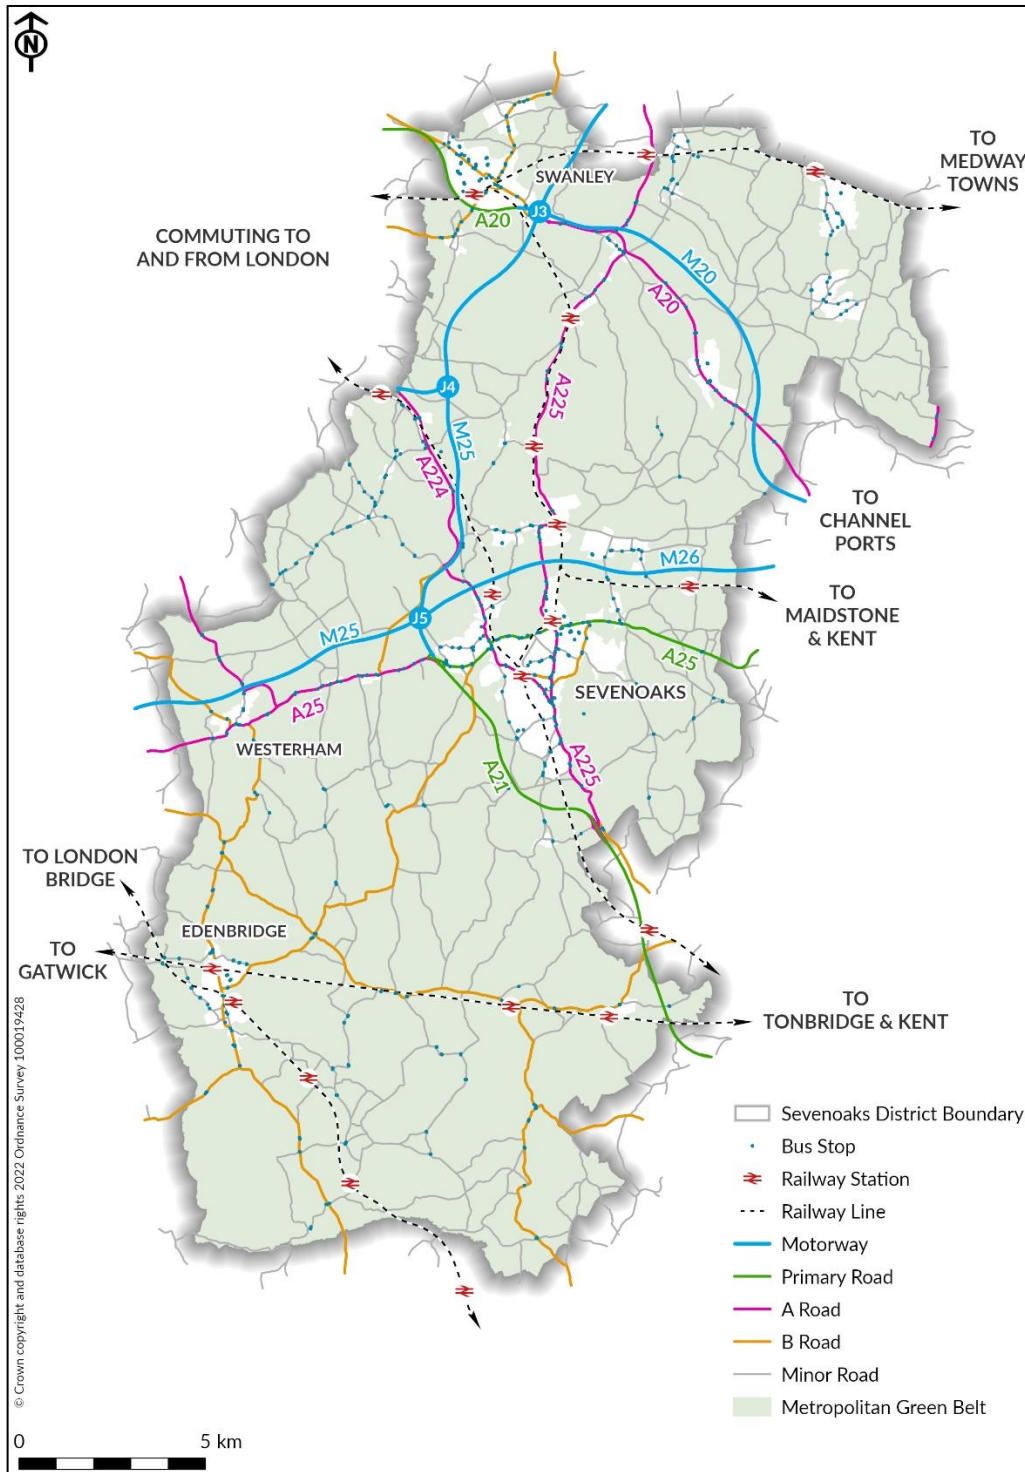 N
TO
MEDWAY
TOWNS
SWANLEY
J3
A20
COMMUTING TO
AND FROM LONDON
M20
A20
J4
A225
M25
A224
TO
CHANNEL
PORTS
M26
TO
MAIDSTONE
& KENT
J5
M25
A25
A25
SEVENOAKS
WESTERHAM
A225
A21
TO LONDON
BRIDGE
EDENBRIDGE
TO
GATWICK
TO
TONBRIDGE & KENT
Sevenoaks District Boundary
Bus Stop
Railway Station
Railway Line
Motorway
Primary Road
A Road
B Road
Minor Road
Metropolitan Green Belt
© Crown copyright and database rights 2022 Ordnance Survey 100019428
0 5 km